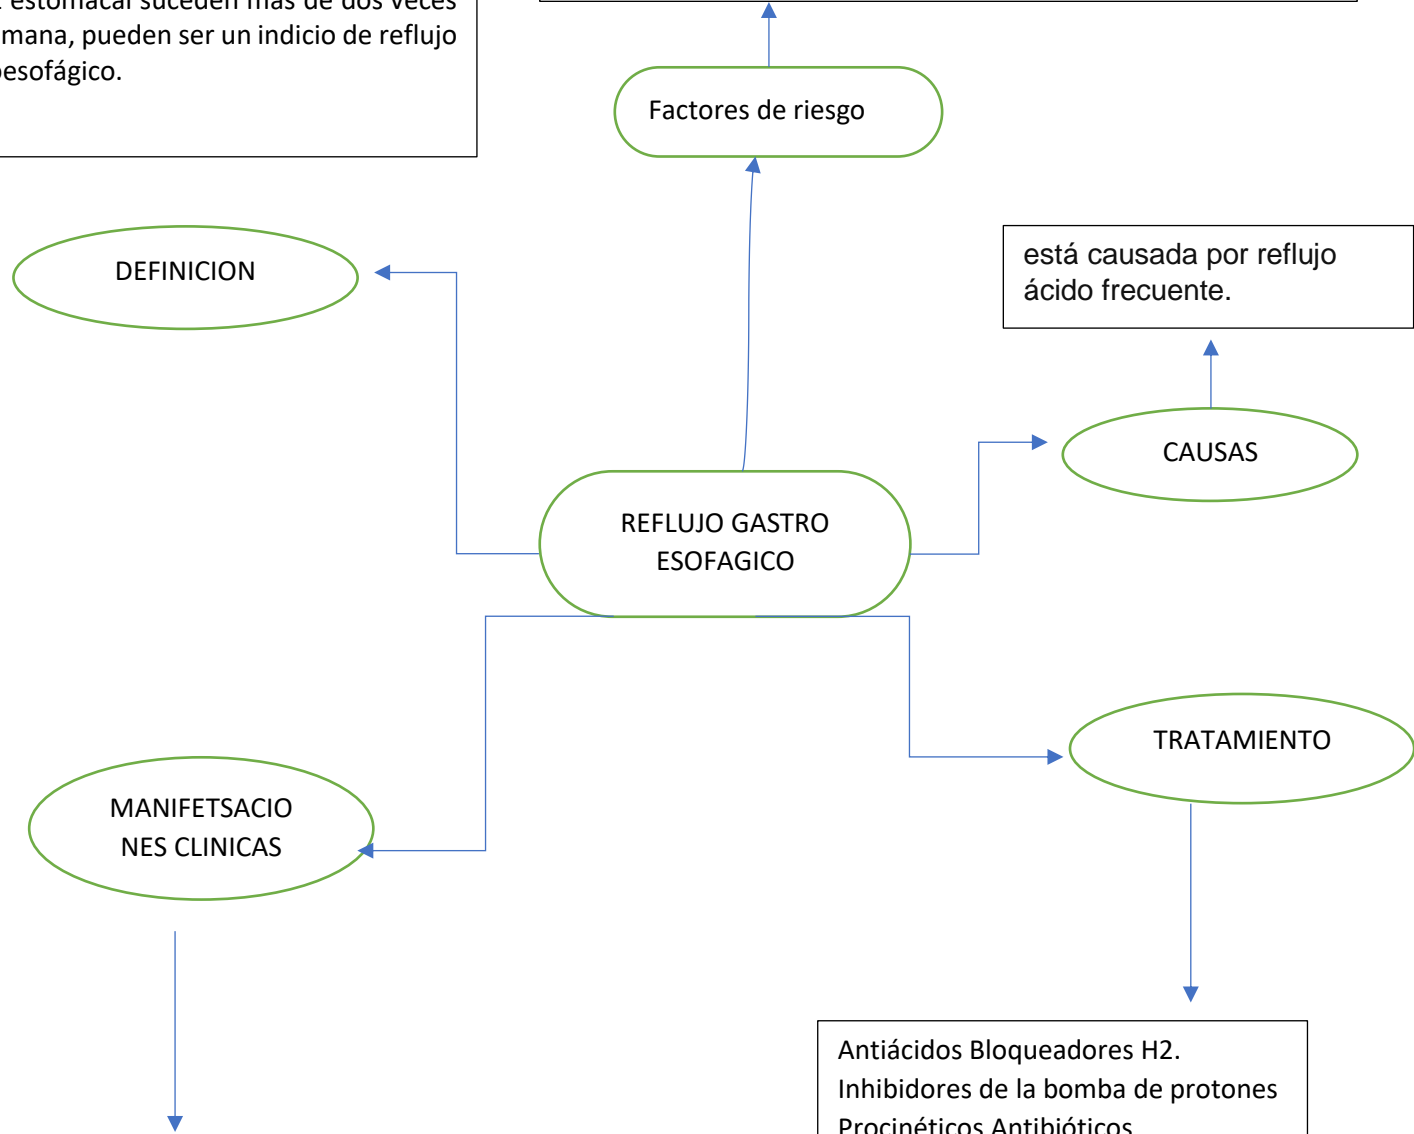 estomacal suceden más de dos veces
mana, pueden ser un indicio de reflujo
esofágico.
Factores de riesgo
DEFINICION
está causada por reflujo
ácido frecuente.
CAUSAS
REFLUJO GASTRO
ESOFAGICO
TRATAMIENTO
MANIFETSACIO
NES CLINICAS
Antiácidos Bloqueadores H2.
Inhibidores de la bomba de protones
Procinéticos Antibióticos